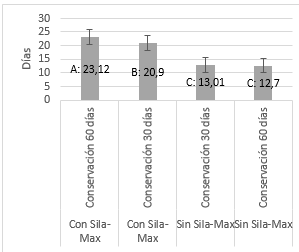 30
25
20
15
10
5
0
Días
A: 23,12
B: 20,9
C: 13,01
C: 12,7
Conservación 60 días
Conservación 30 días
Conservación 30 días
Conservación 60 días
Con Sila-
Max
Con Sila-
Max
Sin Sila-Max
Sin Sila-Max